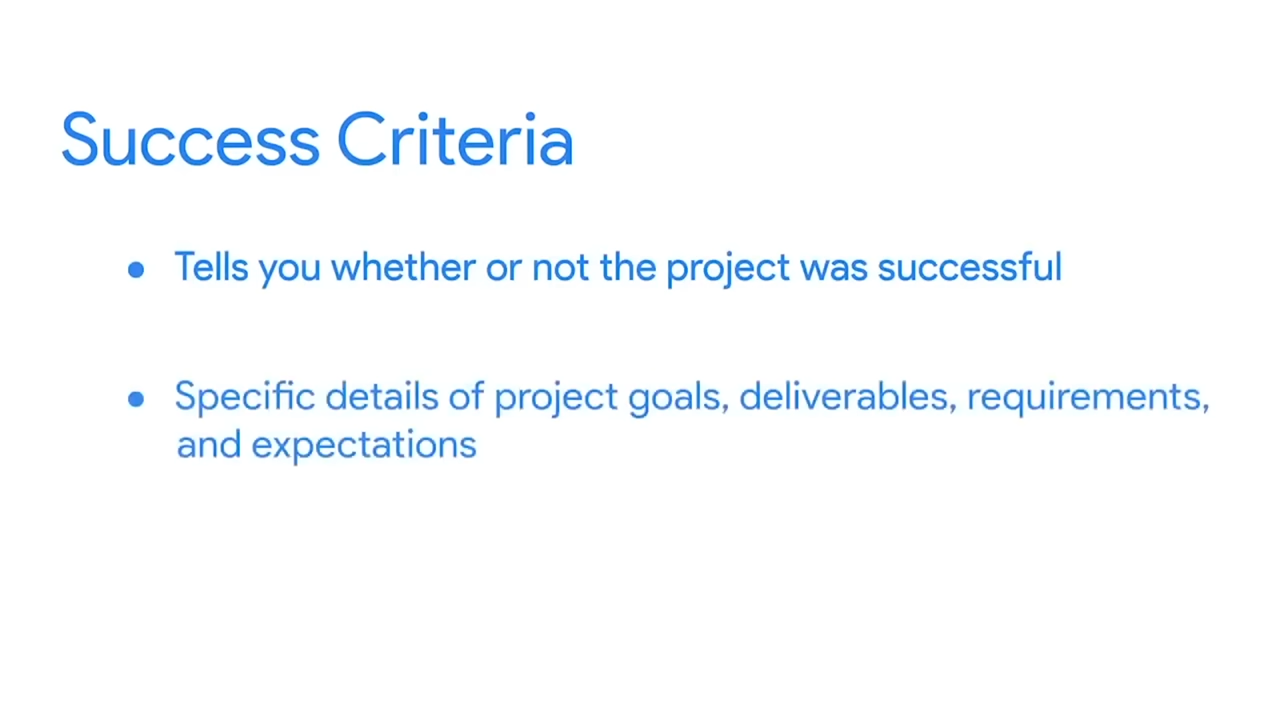 Success Criteria
● Tells you whether or not the project was successful
● Specific details of project goals, deliverables, requirements,
and expectations